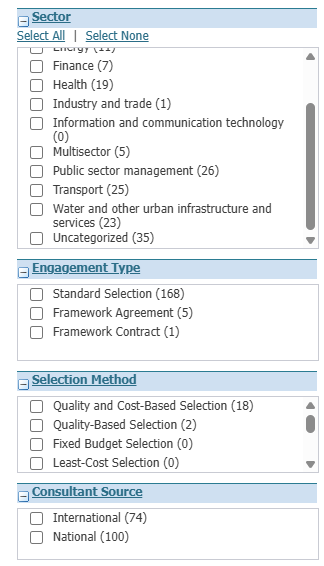 Sector
Select All | Select None
Energy (11)
Finance (7)
Health (19)
Industry and trade (1)
Information and communication technology
(0)
Multisector (5)
Public sector management (26)
Transport (25)
Water and other urban infrastructure and
services (23)
Uncategorized (35)
Engagement Type
Standard Selection (168)
Framework Agreement (5)
Framework Contract (1)
Selection Method
Quality and Cost-Based Selection (18)
Quality-Based Selection (2)
Fixed Budget Selection (0)
Least-Cost Selection (0)
Consultant Source
International (74)
National (100)